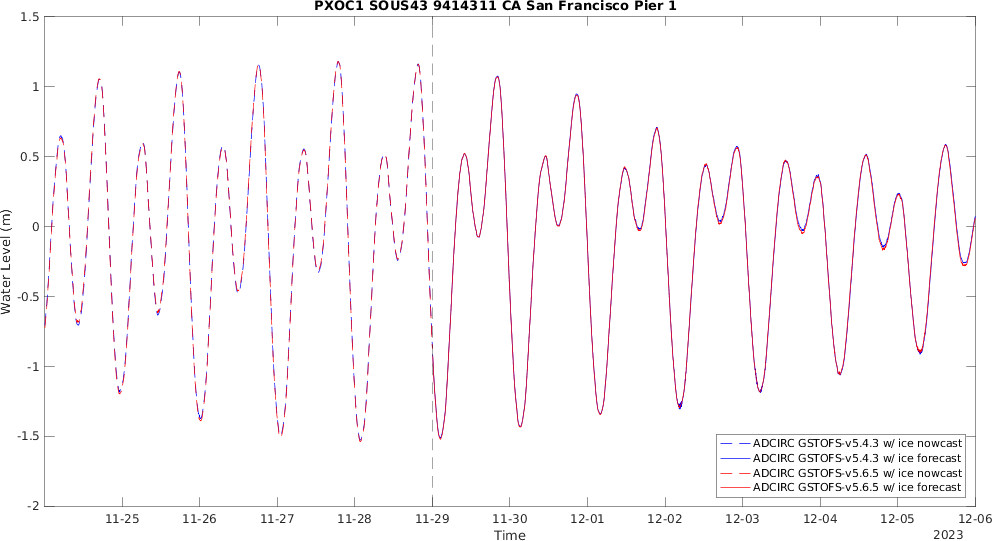 PXOC1 SOUS43 9414311 CA San Francisco Pier 1
1.5
1
0.5
0
-0.5
-1
-1.5
-2
Water Level (m)
11-25 11-26 11-27 11-28 11-29 11-30 12-01 12-02 12-03 12-04 12-05 12-06
2023
Time
ADCIRC GSTOFS-v5.4.3 w/ ice nowcast
ADCIRC GSTOFS-v5.4.3 w/ ice forecast
ADCIRC GSTOFS-v5.6.5 w/ ice nowcast
ADCIRC GSTOFS-v5.6.5 w/ ice forecast